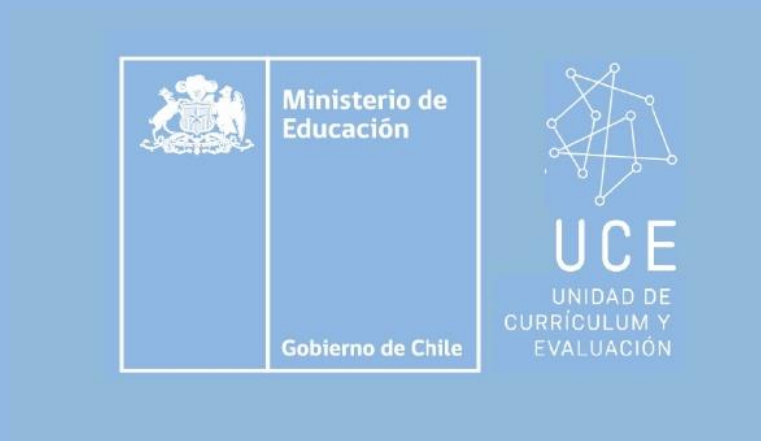 Ministerio de
Educación
Gobierno de Chile
UCE
UNIDAD DE
CURRÍCULUM Y
EVALUACIÓN